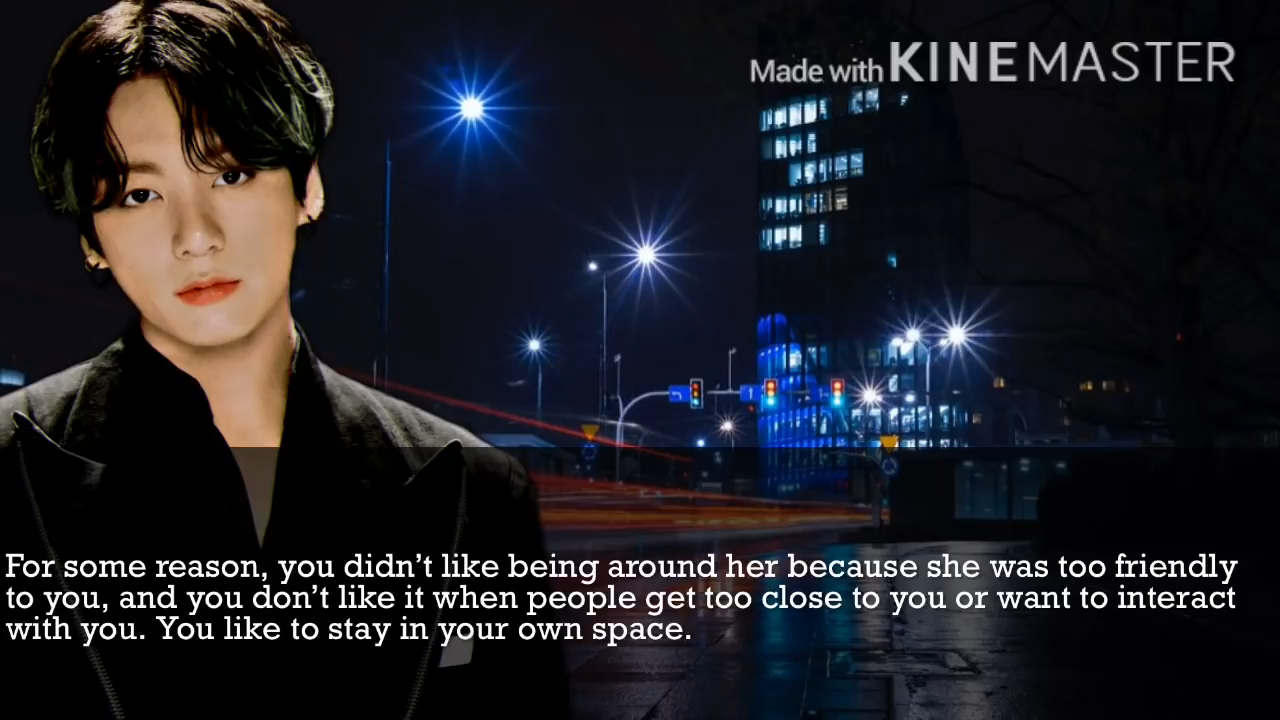 Made with KINEMASTER
For some reason, you didn’t like being around her because she was too friendly
to you, and you don’t like it when people get too close to you or want to interact
with you. You like to stay in your own space.